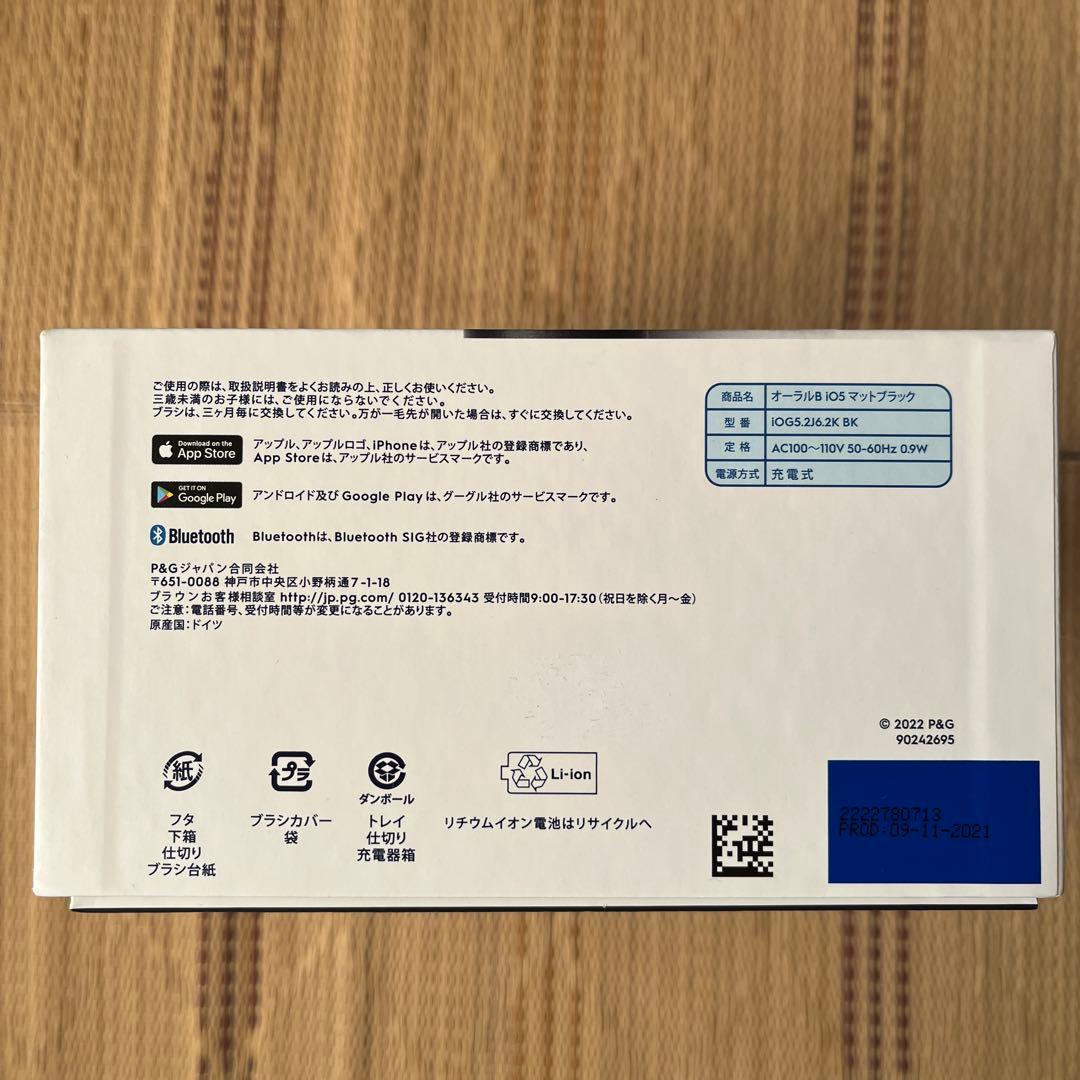 ご使用の際は、取扱説明書をよくお読みの上、正しくお使いください。
三歳未満のお子様には、ご使用にならないでください。
ブラシは、三ヶ月毎に交換してください。万が一毛先が開いた場合は、すぐに交換してください。
Download on the
App Store
アップル、アップルロゴ、iPhoneは、アップル社の登録商標であり、
App Storeは、アップル社のサービスマークです。
GET IT ON
Google Play
アンドロイド及び Google Play は、グーグル社のサービスマークです。
Bluetooth
Bluetoothは、Bluetooth SIG社の登録商標です。
P&Gジャパン合同会社
〒651-0088 神戸市中央区小野柄通7-1-18
ブラウンお客様相談室 http://jp.pg.com/ 0120-136343 受付時間9:00-17:30（祝日を除く月〜金）
ご注意：電話番号、受付時間等が変更になることがあります。
原産国：ドイツ
商品名 オーラルB iO5 マットブラック
型番 iOG5.2J6.2K BK
定格 AC100〜110V 50-60Hz 0.9W
電源方式 充電式
© 2022 P&G
90242695
紙
フタ
下箱
仕切り
ブラシ台紙
プラ
ブラシカバー
袋
ダンボール
トレイ
仕切り
充電器箱
Li-ion
リチウムイオン電池はリサイクルへ
2222780713
PROD:09-11-2021